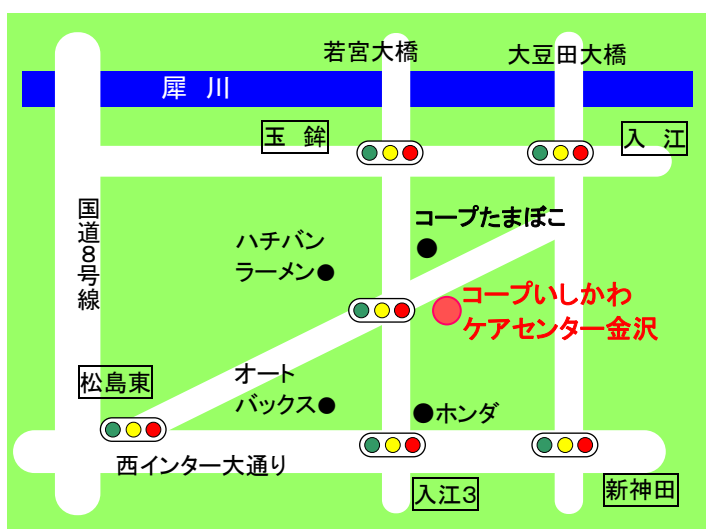 若宮大橋
大豆田大橋
犀 川
玉 鉾
入 江
国道8号線
コープたまぼこ
ハチバン
ラーメン●
コープいしかわ
ケアセンター金沢
松島東
オート
バックス●
●ホンダ
西インター大通り
入江3
新神田